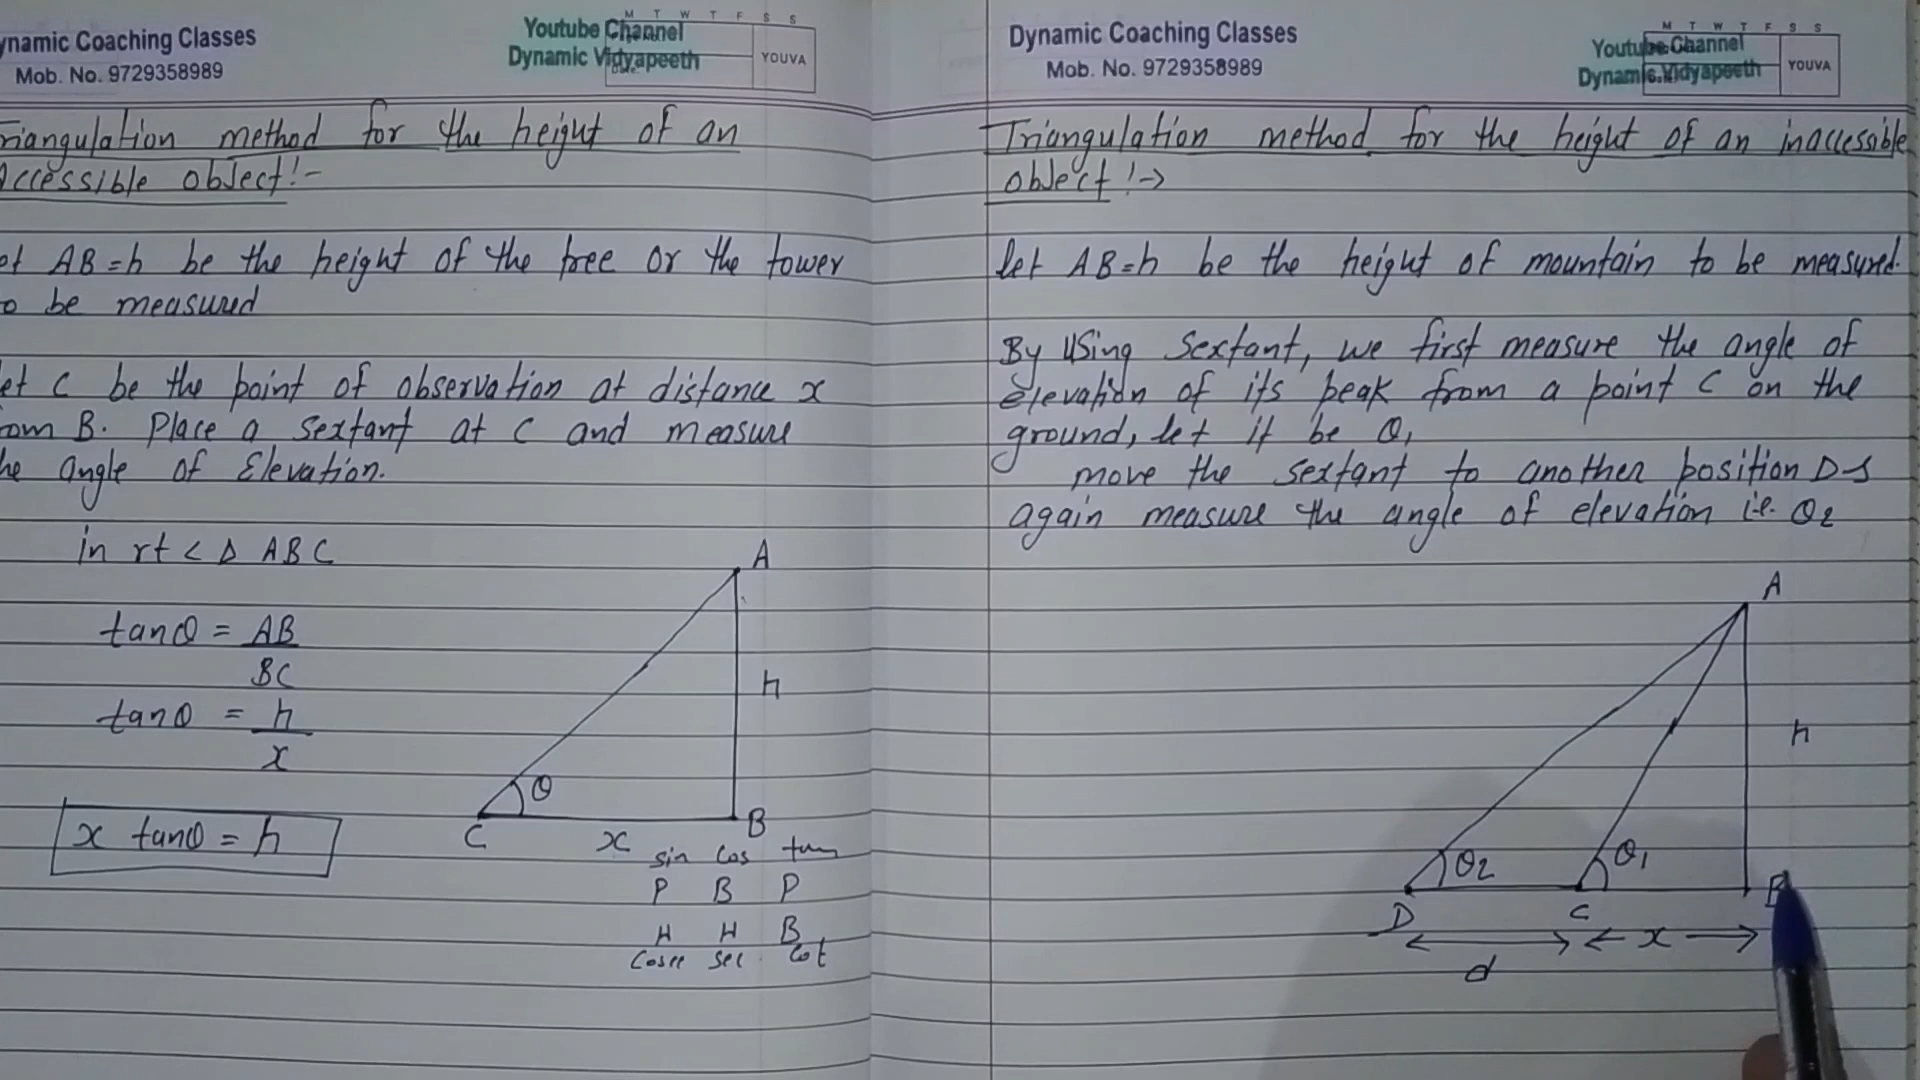 ynamic Coaching Classes
Mob. No. 9729358989
Youtube Channel
Dynamic Vidyapeeth
M T W T F S S
YOUVA
riangulation method for the height of an
accessible object:-
et AB=h be the height of the tree or the tower
o be measured
et C be the point of observation at distance x
rom B. Place a sextant at C and measure
he angle of Elevation.
in rt < Δ ABC
tanθ = AB
BC
tanθ = h
x
x tanθ = h
A
h
θ
C
x
B
sin cos tan
P B P
H H B
Cosec sec cot
Dynamic Coaching Classes
Mob. No. 9729358989
Youtube Channel
Dynamic Vidyapeeth
M T W T F S S
YOUVA
Triangulation method for the height of an inaccessible
object:→
let AB=h be the height of mountain to be measured.
By using Sextant, we first measure the angle of
elevation of its peak from a point C on the
ground, let it be θ1
move the sextant to another position D &
again measure the angle of elevation i.e. θ2
A
h
θ2 θ1
D C B
x
d